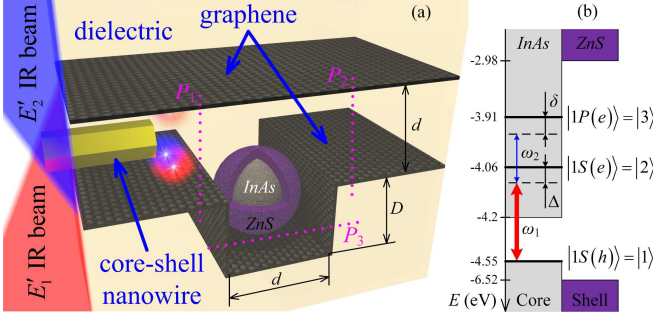 (a)
graphene
dielectric
E′₂ IR beam
P₁
P₂
d
InAs
ZnS
D
P₃
E′₁ IR beam
core-shell
nanowire
d
(b)
InAs ZnS
-2.98
-3.91
δ
|1P(e)⟩=|3⟩
ω₂
-4.06
|1S(e)⟩=|2⟩
Δ
-4.2
ω₁
-4.55
|1S(h)⟩=|1⟩
-6.52
E (eV)
Core Shell